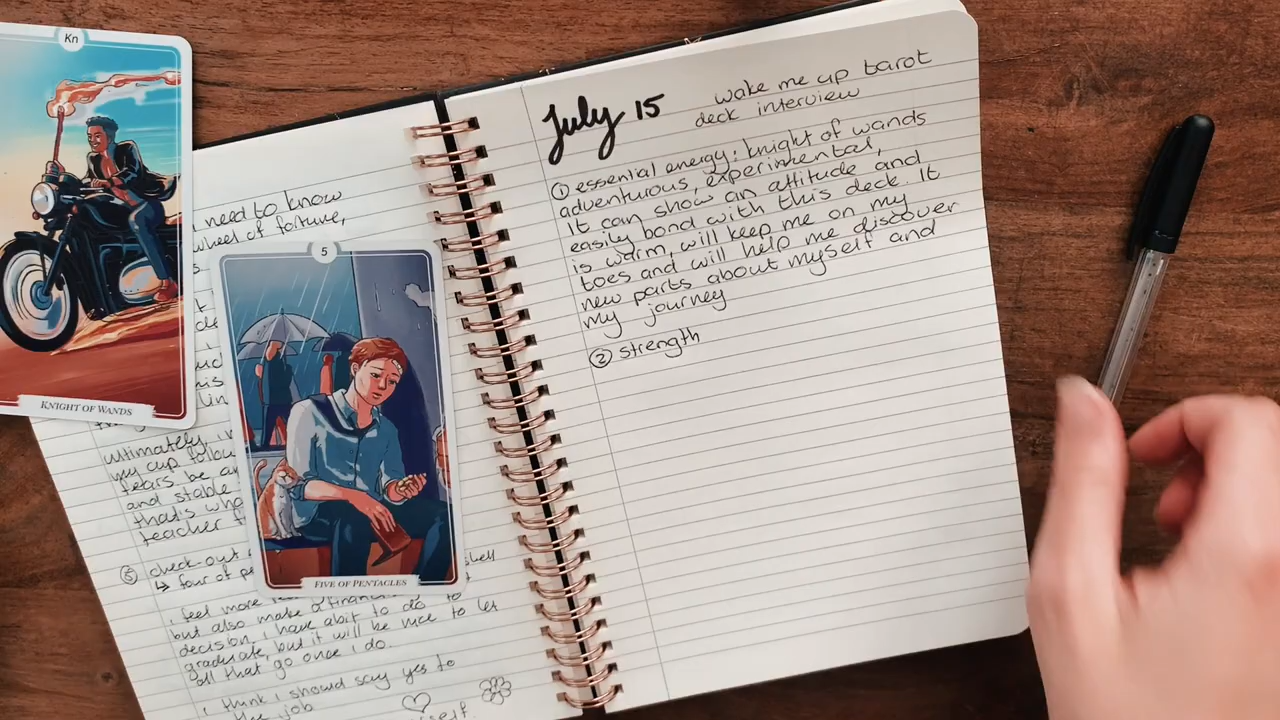 Kn
KNIGHT OF WANDS
5
FIVE OF PENTACLES
need to know
wheel of fortune,
ultimately, i
my cup
fears be
and stable
that's who
teacher
⑤ check-out
↳ four of
i feel more
but also make a financial
decision, i have a bit to do to
graduate, but it will be nice to let
all that go once i do.
i think i should say yes to
the job
July 15
wake me up tarot
deck interview
① essential energy: knight of wands
adventurous, experimental,
it can show an attitude and
easily bond with this deck. It
is warm, will keep me on my
toes and will help me discover
new parts about myself and
my journey
② strength